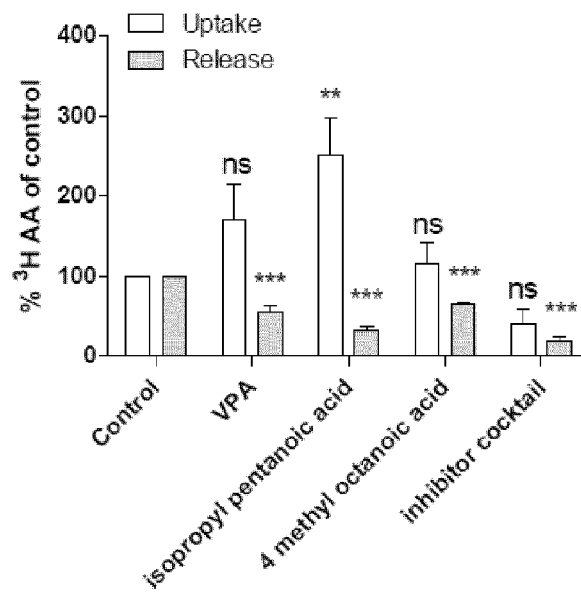 Uptake
Release
% ³H AA of control
400
300
200
100
0
ns
***
**
***
ns
***
ns
***
Control
VPA
isopropyl pentanoic acid
4 methyl octanoic acid
inhibitor cocktail